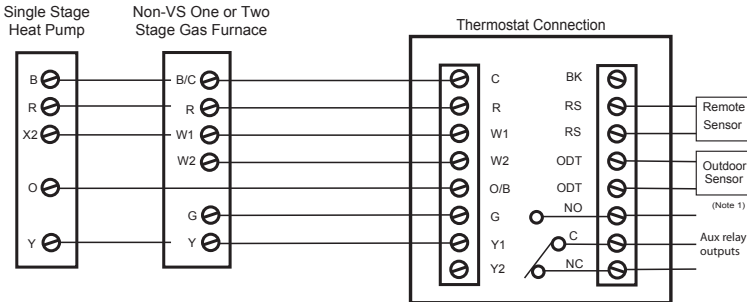 Single Stage
Heat Pump
Non-VS One or Two
Stage Gas Furnace
Thermostat Connection
B
B/C
C
BK
R
R
R
RS
Remote
Sensor
X2
W1
W1
RS
W2
W2
ODT
Outdoor
Sensor
O
O/B
ODT
(Note 1)
G
G
NO
Y
Y
Y1
C
Aux relay
outputs
Y2
NC